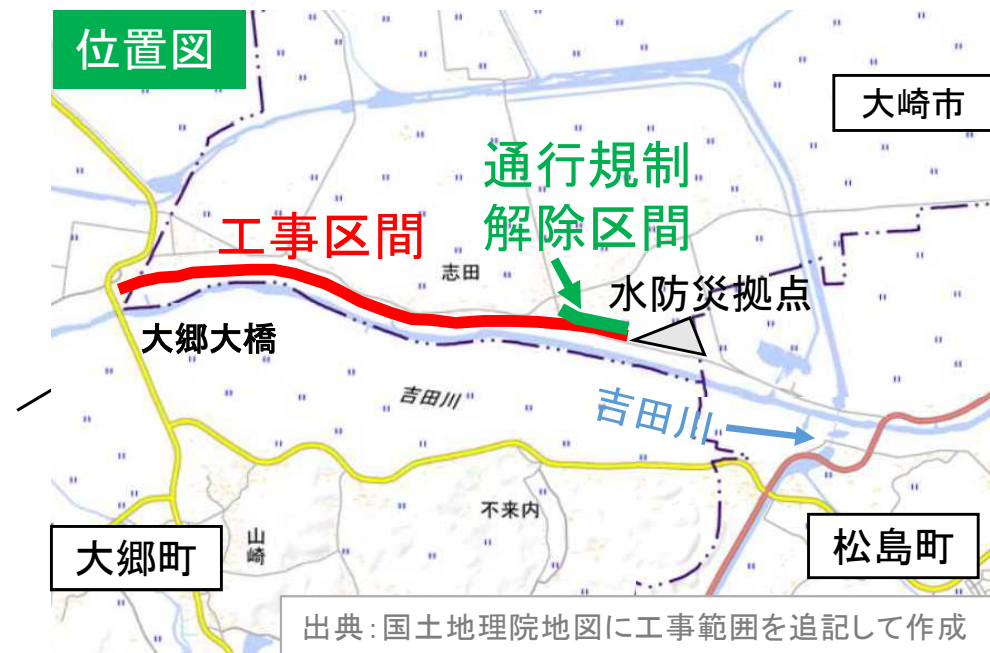 位置図
大崎市
通行規制
解除区間
工事区間
志田
水防災拠点
大郷大橋
吉田川
吉田川
不来内
山崎
大郷町
松島町
出典:国土地理院地図に工事範囲を追記して作成